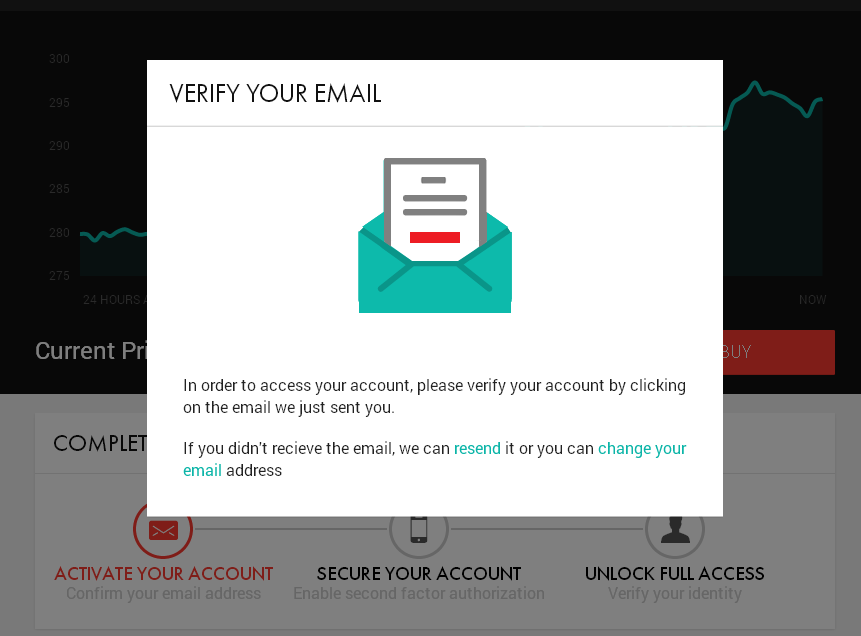 300
VERIFY YOUR EMAIL
295
290
285
280
275
24 HOURS A
NOW
Current Pri
BUY
In order to access your account, please verify your account by clicking
on the email we just sent you.
If you didn't recieve the email, we can resend it or you can change your
email address
COMPLET
ACTIVATE YOUR ACCOUNT
SECURE YOUR ACCOUNT
UNLOCK FULL ACCESS
Confirm your email address
Enable second factor authorization
Verify your identity